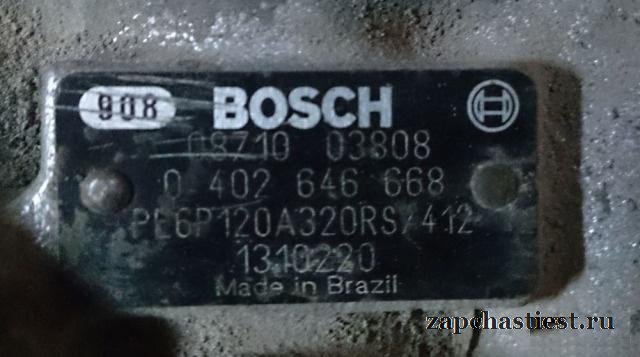 908 BOSCH
08710 03808
0 402 646 668
PE6P120A320RS/412
1310220
Made in Brazil
zapchastiest.ru